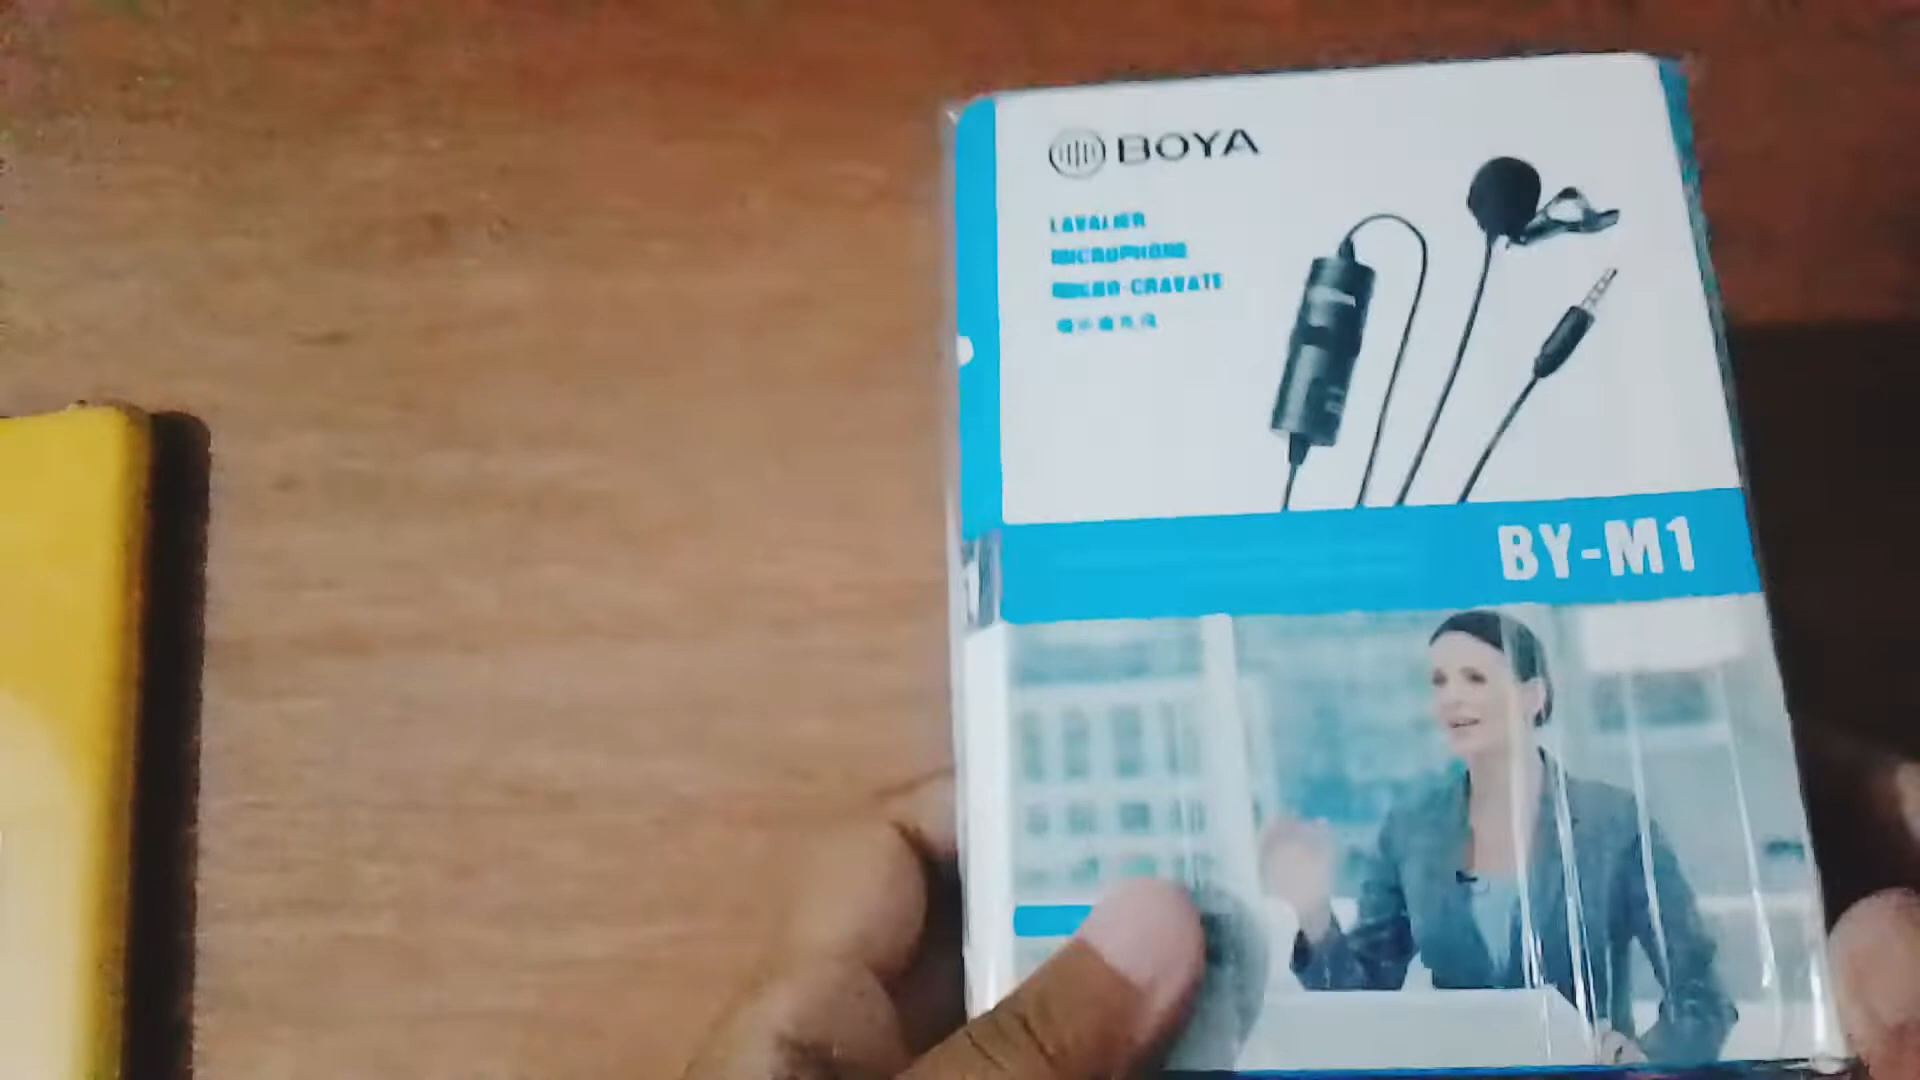 BOYA
LAVALIER
MICROPHONE
MICRO-CRAVATE
BY-M1